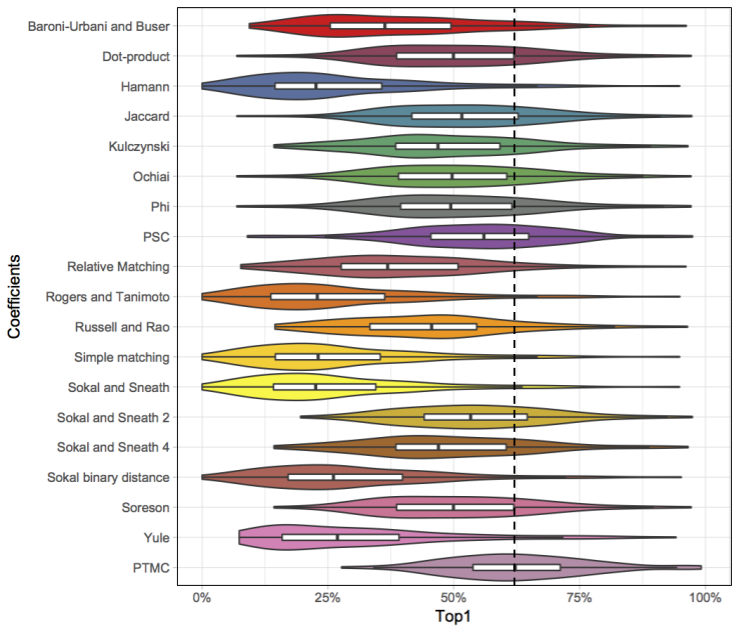 Baroni-Urbani and Buser
Dot-product
Hamann
Jaccard
Kulczynski
Ochiai
Phi
PSC
Relative Matching
Rogers and Tanimoto
Russell and Rao
Simple matching
Sokal and Sneath
Sokal and Sneath 2
Sokal and Sneath 4
Sokal binary distance
Soreson
Yule
PTMC
Coefficients
0% 25% 50% 75% 100%
Top1